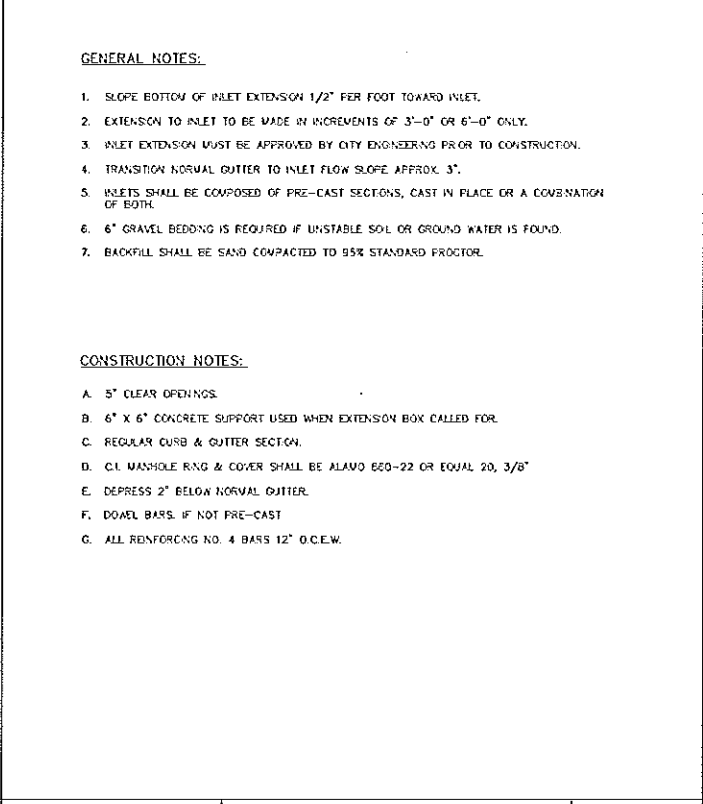 GENERAL NOTES:
1. SLOPE BOTTOM OF INLET EXTENSION 1/2" PER FOOT TOWARD INLET.
2. EXTENSION TO INLET TO BE MADE IN INCREMENTS OF 3'-0" OR 6'-0" ONLY.
3. INLET EXTENSION MUST BE APPROVED BY CITY ENGINEERING PRIOR TO CONSTRUCTION.
4. TRANSITION NORMAL GUTTER TO INLET FLOW SLOPE APPROX. 3".
5. INLETS SHALL BE COMPOSED OF PRE-CAST SECTIONS, CAST IN PLACE OR A COMBINATION
OF BOTH.
6. 6" GRAVEL BEDDING IS REQUIRED IF UNSTABLE SOIL OR GROUND WATER IS FOUND.
7. BACKFILL SHALL BE SAND COMPACTED TO 95% STANDARD PROCTOR.
CONSTRUCTION NOTES:
A. 5" CLEAR OPENINGS.
B. 6" X 6" CONCRETE SUPPORT USED WHEN EXTENSION BOX CALLED FOR.
C. REGULAR CURB & GUTTER SECTION.
D. C.I. MANHOLE RING & COVER SHALL BE ALAMO OR EQUAL 20, 3/8"
E. DEPRESS 2" BELOW NORMAL GUTTER.
F. DOWEL BARS. IF NOT PRE-CAST
G. ALL REINFORCING NO. 4 BARS 12" O.C.E.W.